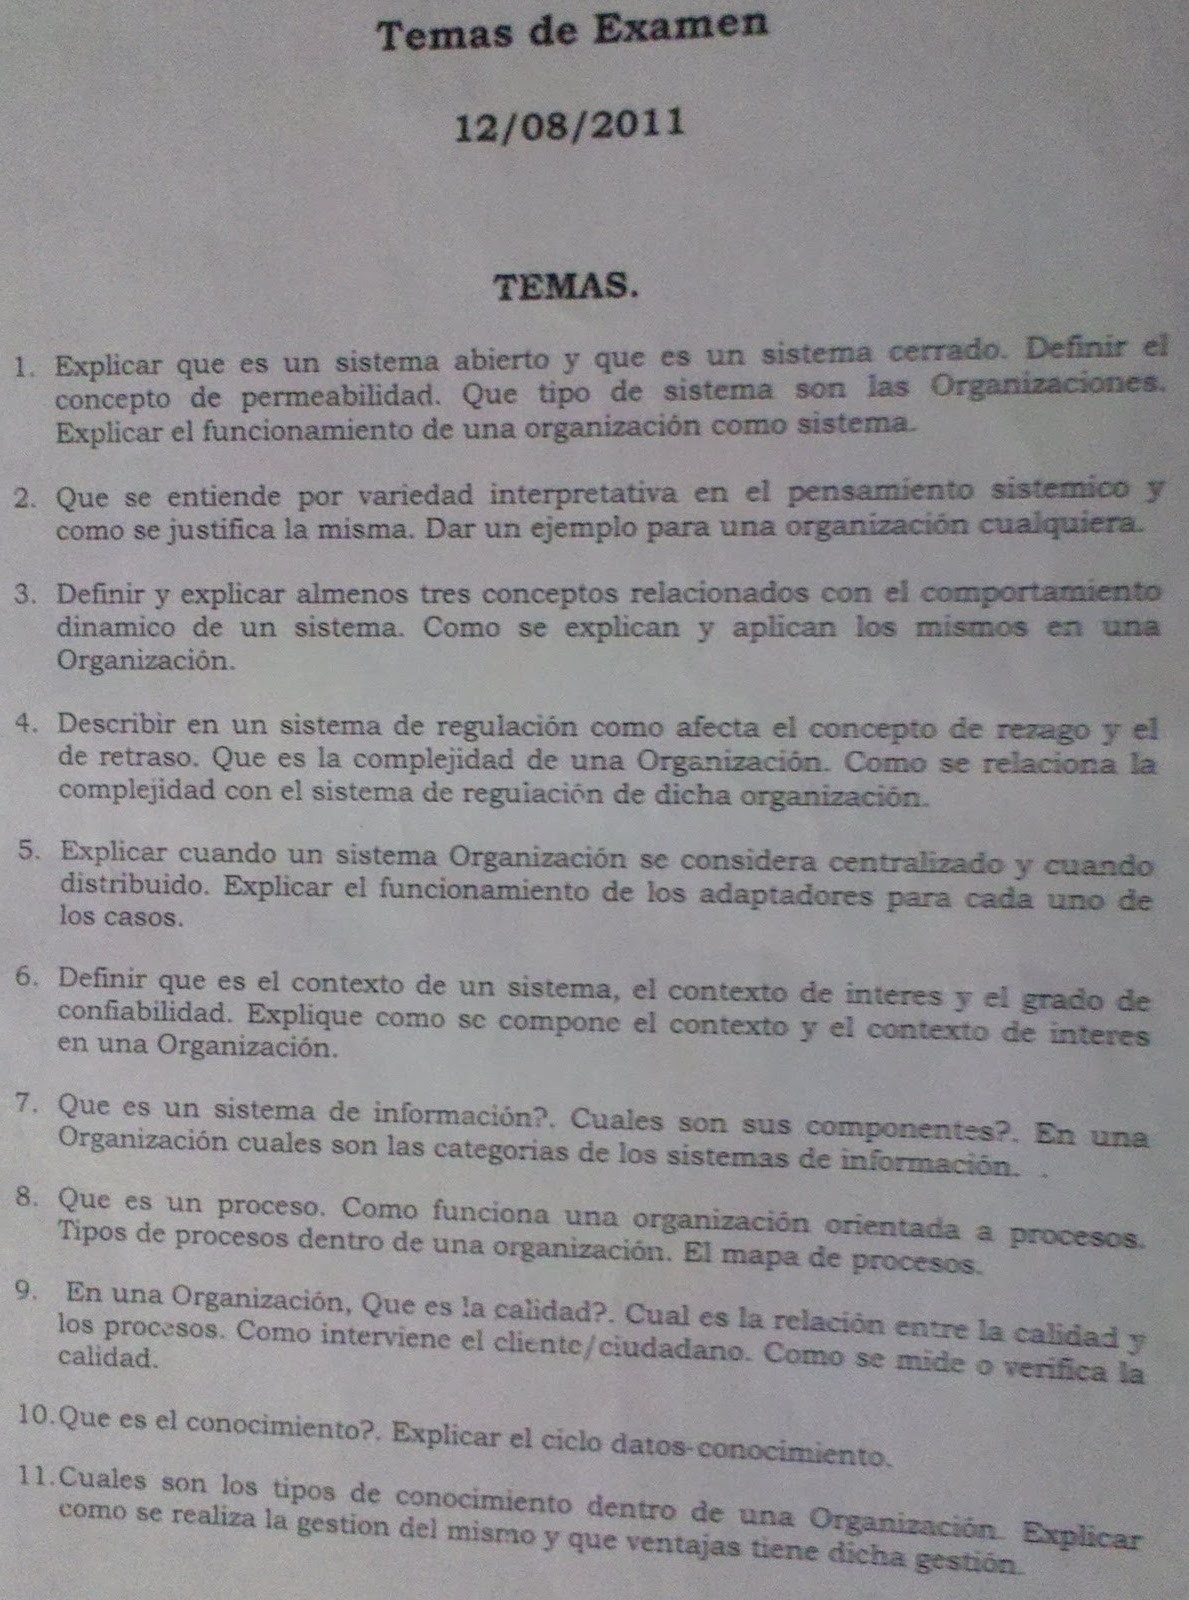 Temas de Examen
12/08/2011
TEMAS.
1. Explicar que es un sistema abierto y que es un sistema cerrado. Definir el
concepto de permeabilidad. Que tipo de sistema son las Organizaciones.
Explicar el funcionamiento de una organización como sistema.
2. Que se entiende por variedad interpretativa en el pensamiento sistemico y
como se justifica la misma. Dar un ejemplo para una organización cualquiera.
3. Definir y explicar almenos tres conceptos relacionados con el comportamiento
dinamico de un sistema. Como se explican y aplican los mismos en una
Organización.
4. Describir en un sistema de regulación como afecta el concepto de rezago y el
de retraso. Que es la complejidad de una Organización. Como se relaciona la
complejidad con el sistema de reguiación de dicha organización.
5. Explicar cuando un sistema Organización se considera centralizado y cuando
distribuido. Explicar el funcionamiento de los adaptadores para cada uno de
los casos.
6. Definir que es el contexto de un sistema, el contexto de interes y el grado de
confiabilidad. Explique como se compone el contexto y el contexto de interes
en una Organización.
7. Que es un sistema de información?. Cuales son sus componentes?. En una
Organización cuales son las categorias de los sistemas de información. .
8. Que es un proceso. Como funciona una organización orientada a procesos.
Tipos de procesos dentro de una organización. El mapa de procesos.
9. En una Organización, Que es la calidad?. Cual es la relación entre la calidad y
los procesos. Como interviene el cliente/ciudadano. Como se mide o verifica la
calidad.
10.Que es el conocimiento?. Explicar el ciclo datos-conocimiento.
11.Cuales son los tipos de conocimiento dentro de una Organización. Explicar
como se realiza la gestion del mismo y que ventajas tiene dicha gestión.